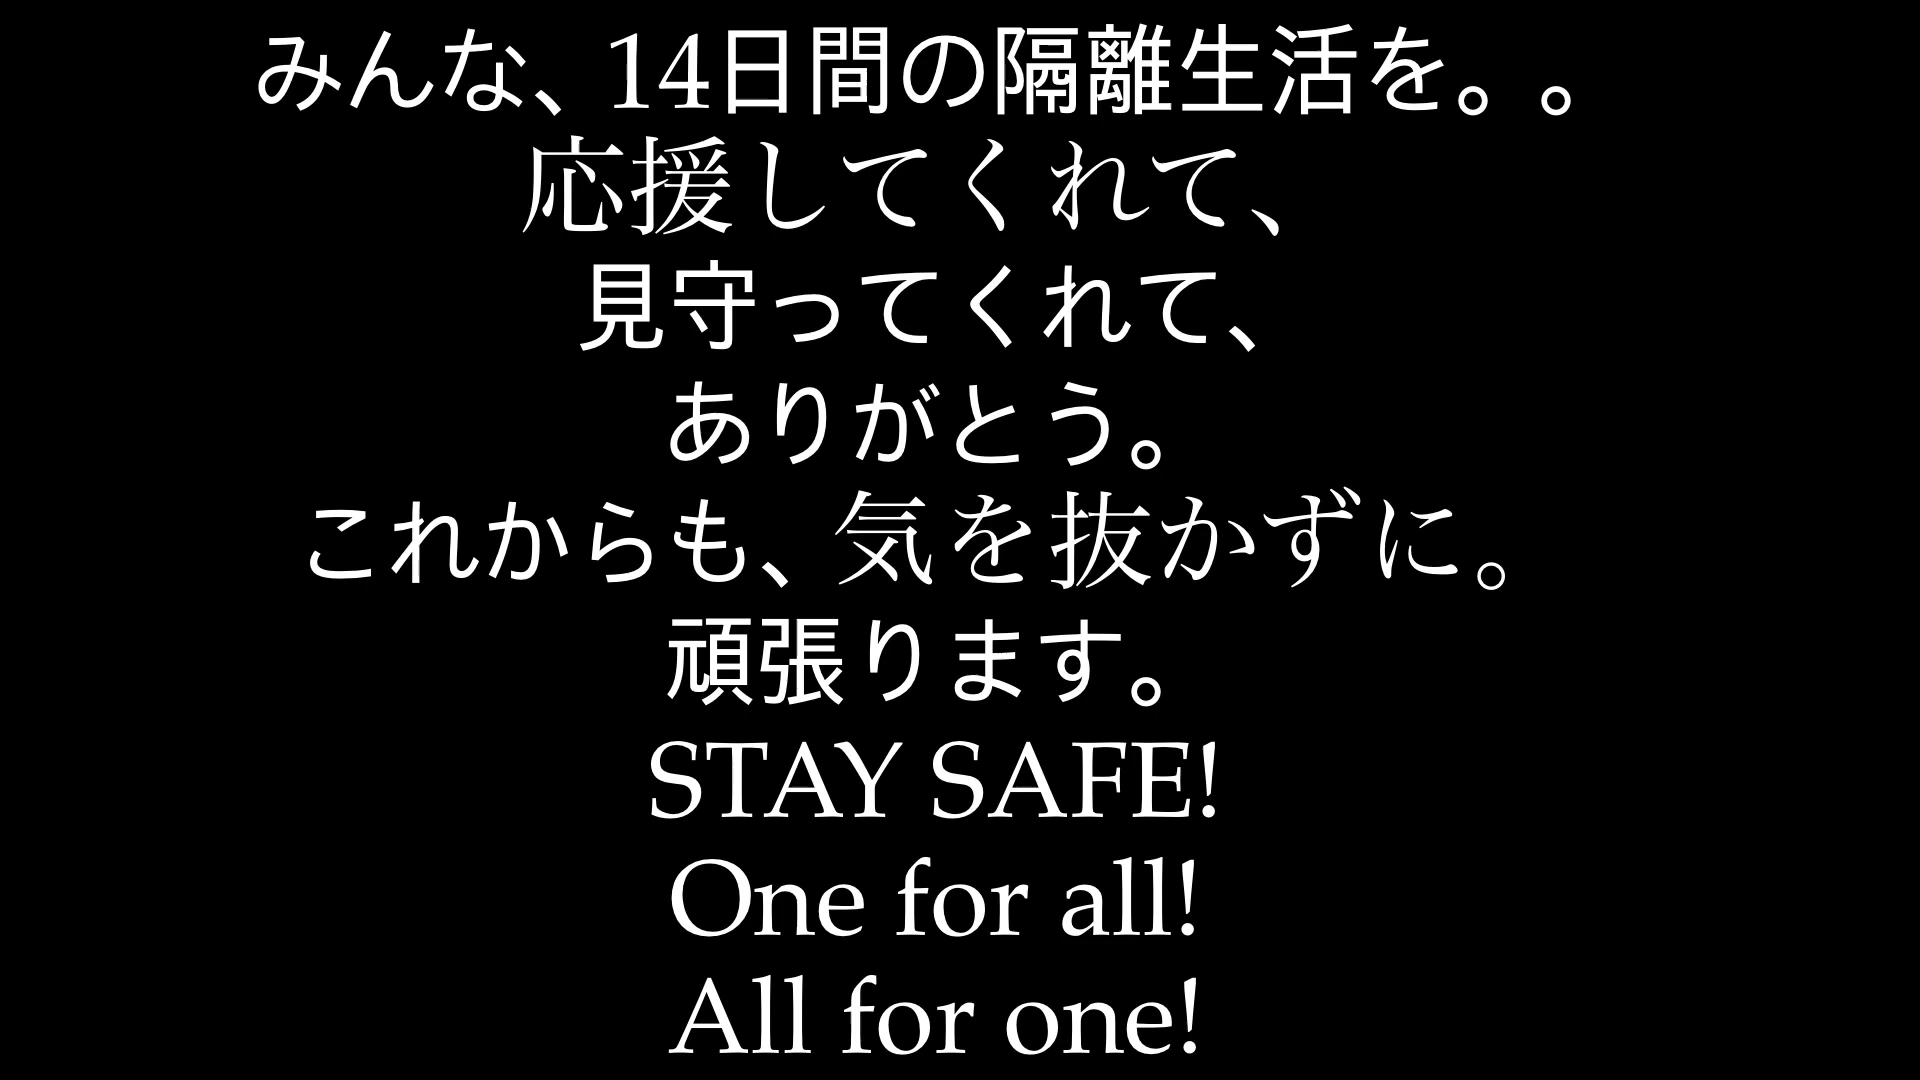 みんな、14日間の隔離生活を。。
応援してくれて、
見守ってくれて、
ありがとう。
これからも、気を抜かずに。
頑張ります。
STAY SAFE!
One for all!
All for one!